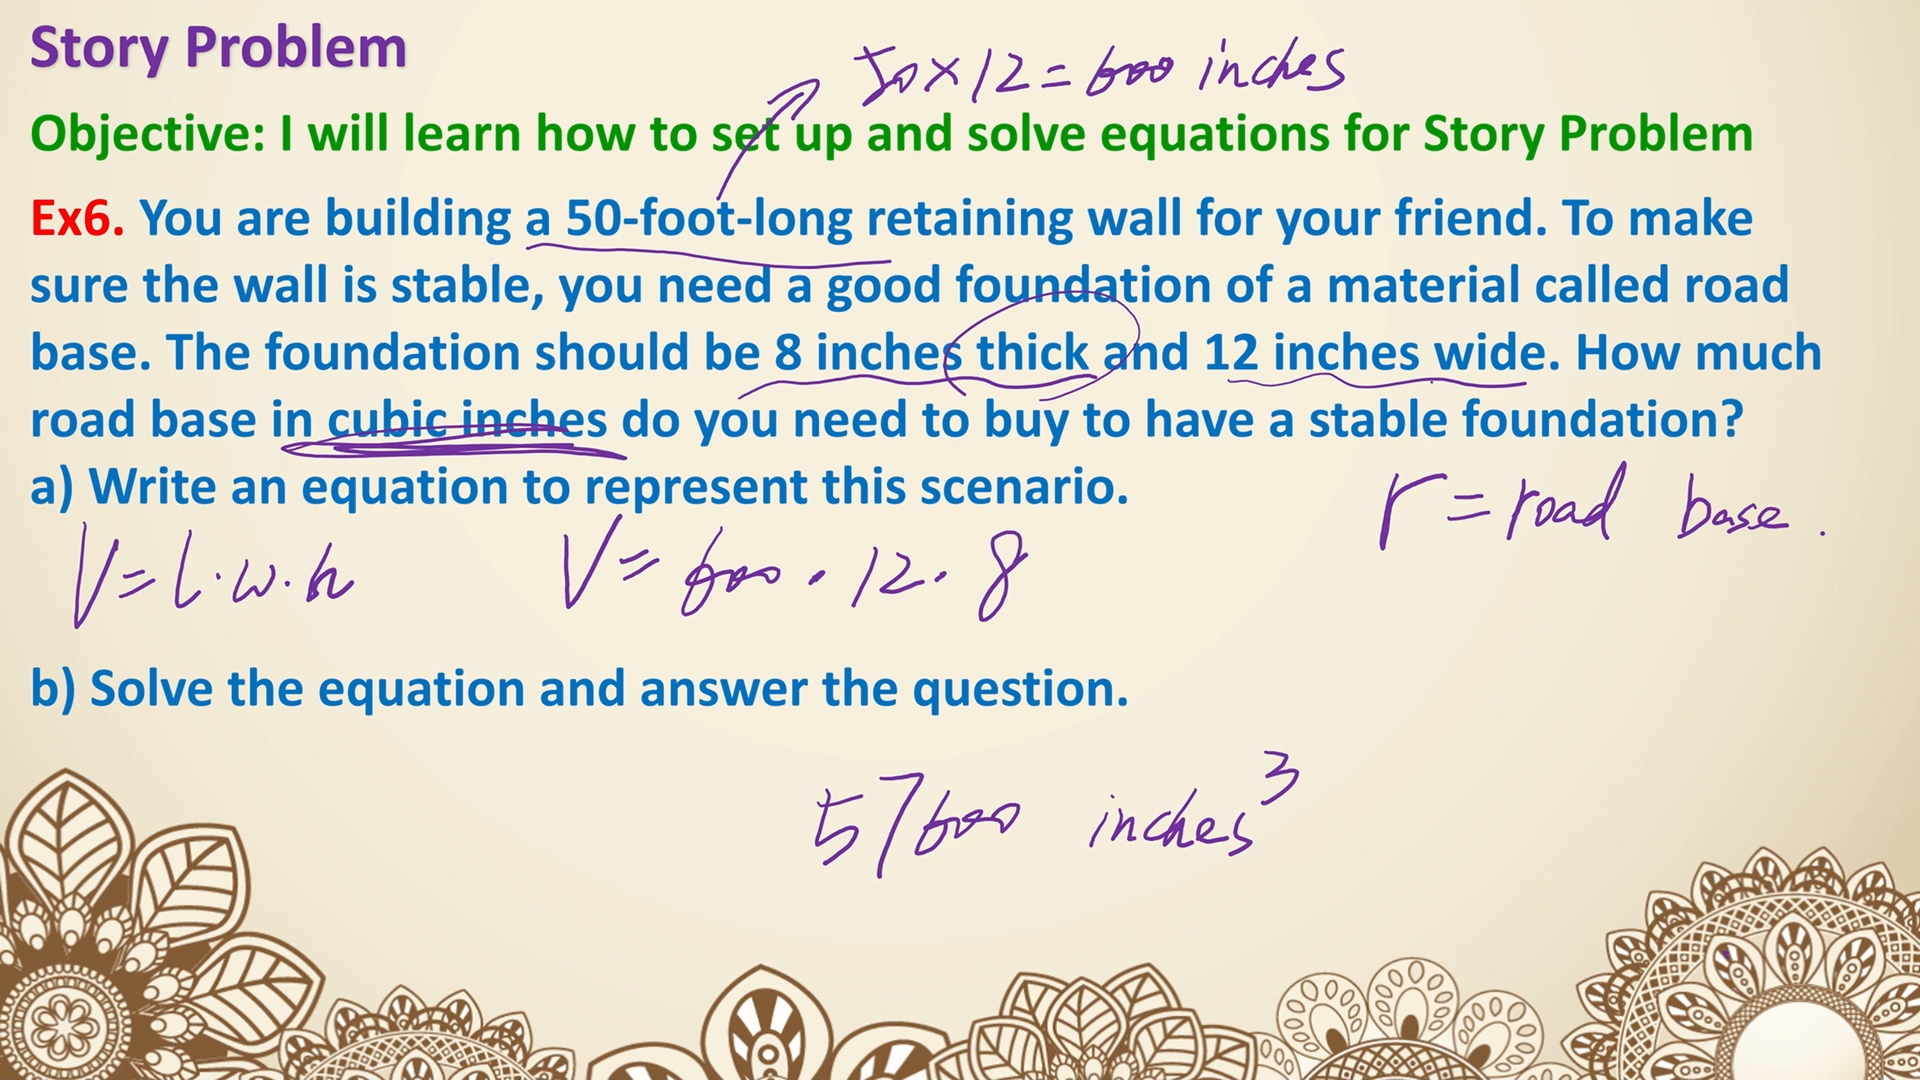 Story Problem
50 × 12 = 600 inches
Objective: I will learn how to set up and solve equations for Story Problem
Ex6. You are building a 50-foot-long retaining wall for your friend. To make
sure the wall is stable, you need a good foundation of a material called road
base. The foundation should be 8 inches thick and 12 inches wide. How much
road base in cubic inches do you need to buy to have a stable foundation?
a) Write an equation to represent this scenario.
r = road base.
V = l · w · h
V = 600 · 12 · 8
b) Solve the equation and answer the question.
57600 inches³